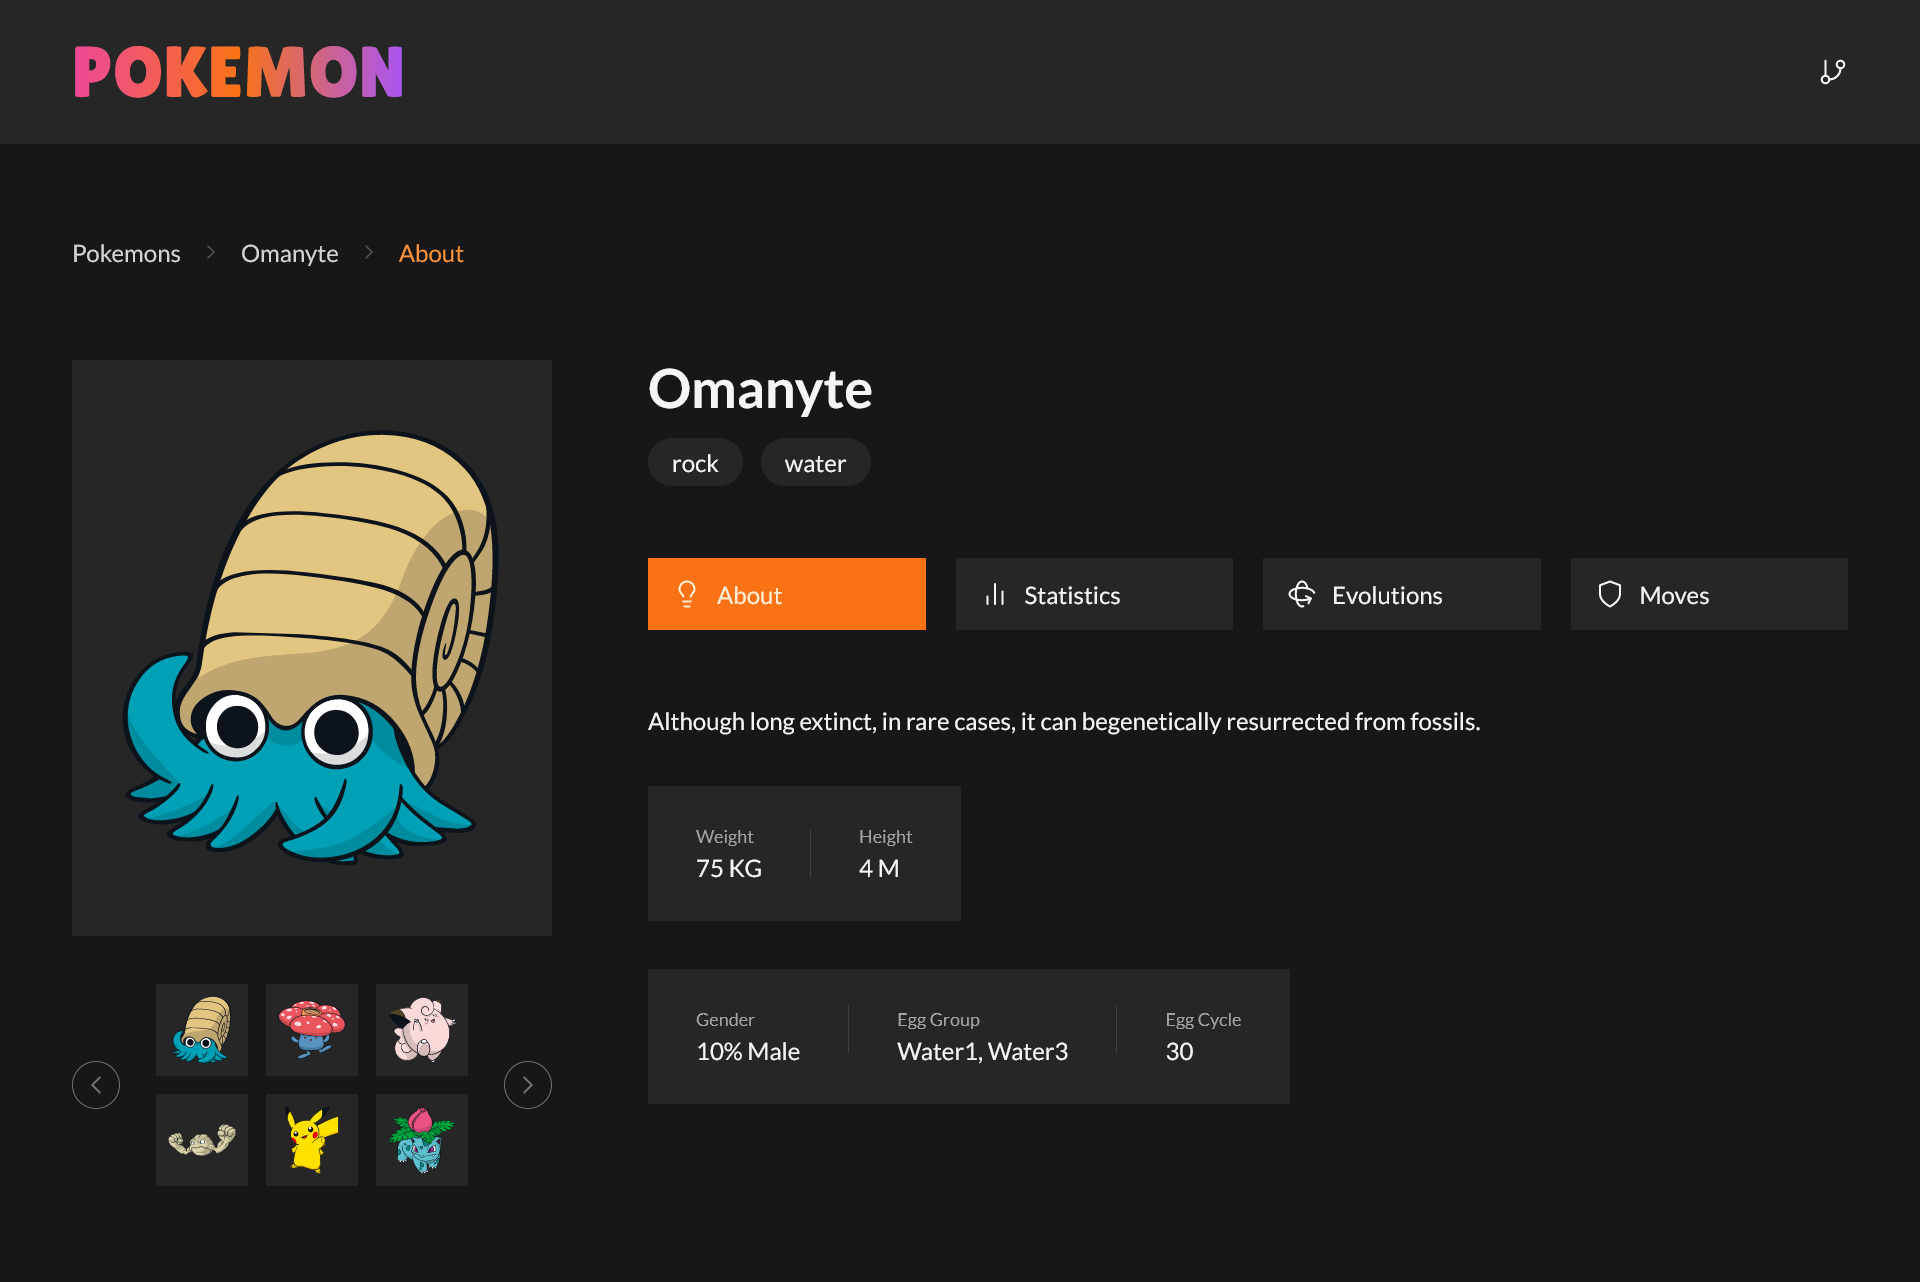 POKEMON
Pokemons > Omanyte > About
Omanyte
rock water
About Statistics Evolutions Moves
Although long extinct, in rare cases, it can begenetically resurrected from fossils.
Weight Height
75 KG 4 M
Gender Egg Group Egg Cycle
10% Male Water1, Water3 30